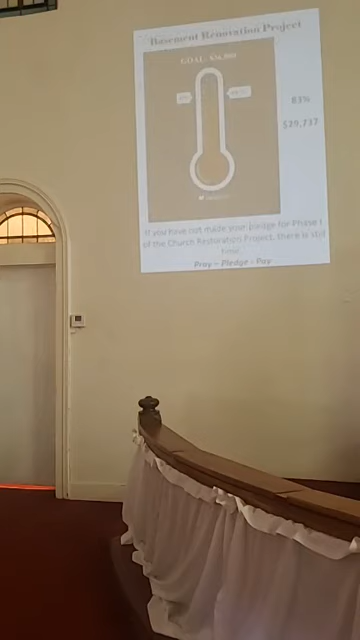 Basement Renovation Project
83%
$29,737
If you have not made your pledge for Phase I
of the Church Restoration Project, there is still
time.
Pray ~ Pledge ~ Pay